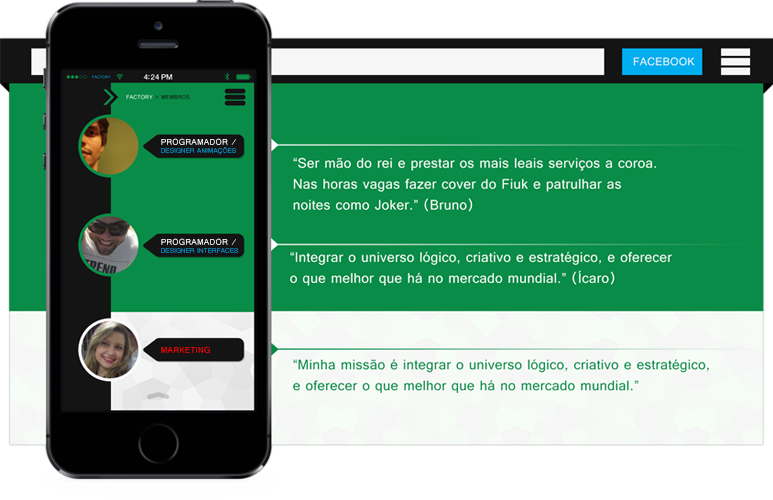 FACEBOOK
FACTORY
4:24 PM
FACTORY > MEMBROS
PROGRAMADOR /
DESIGNER ANIMAÇÕES
“Ser mão do rei e prestar os mais leais serviços a coroa.
Nas horas vagas fazer cover do Fiuk e patrulhar as
noites como Joker.” (Bruno)
PROGRAMADOR /
DESIGNER INTERFACES
“Integrar o universo lógico, criativo e estratégico, e oferecer
o que melhor que há no mercado mundial.” (Ícaro)
MARKETING
“Minha missão é integrar o universo lógico, criativo e estratégico,
e oferecer o que melhor que há no mercado mundial.”